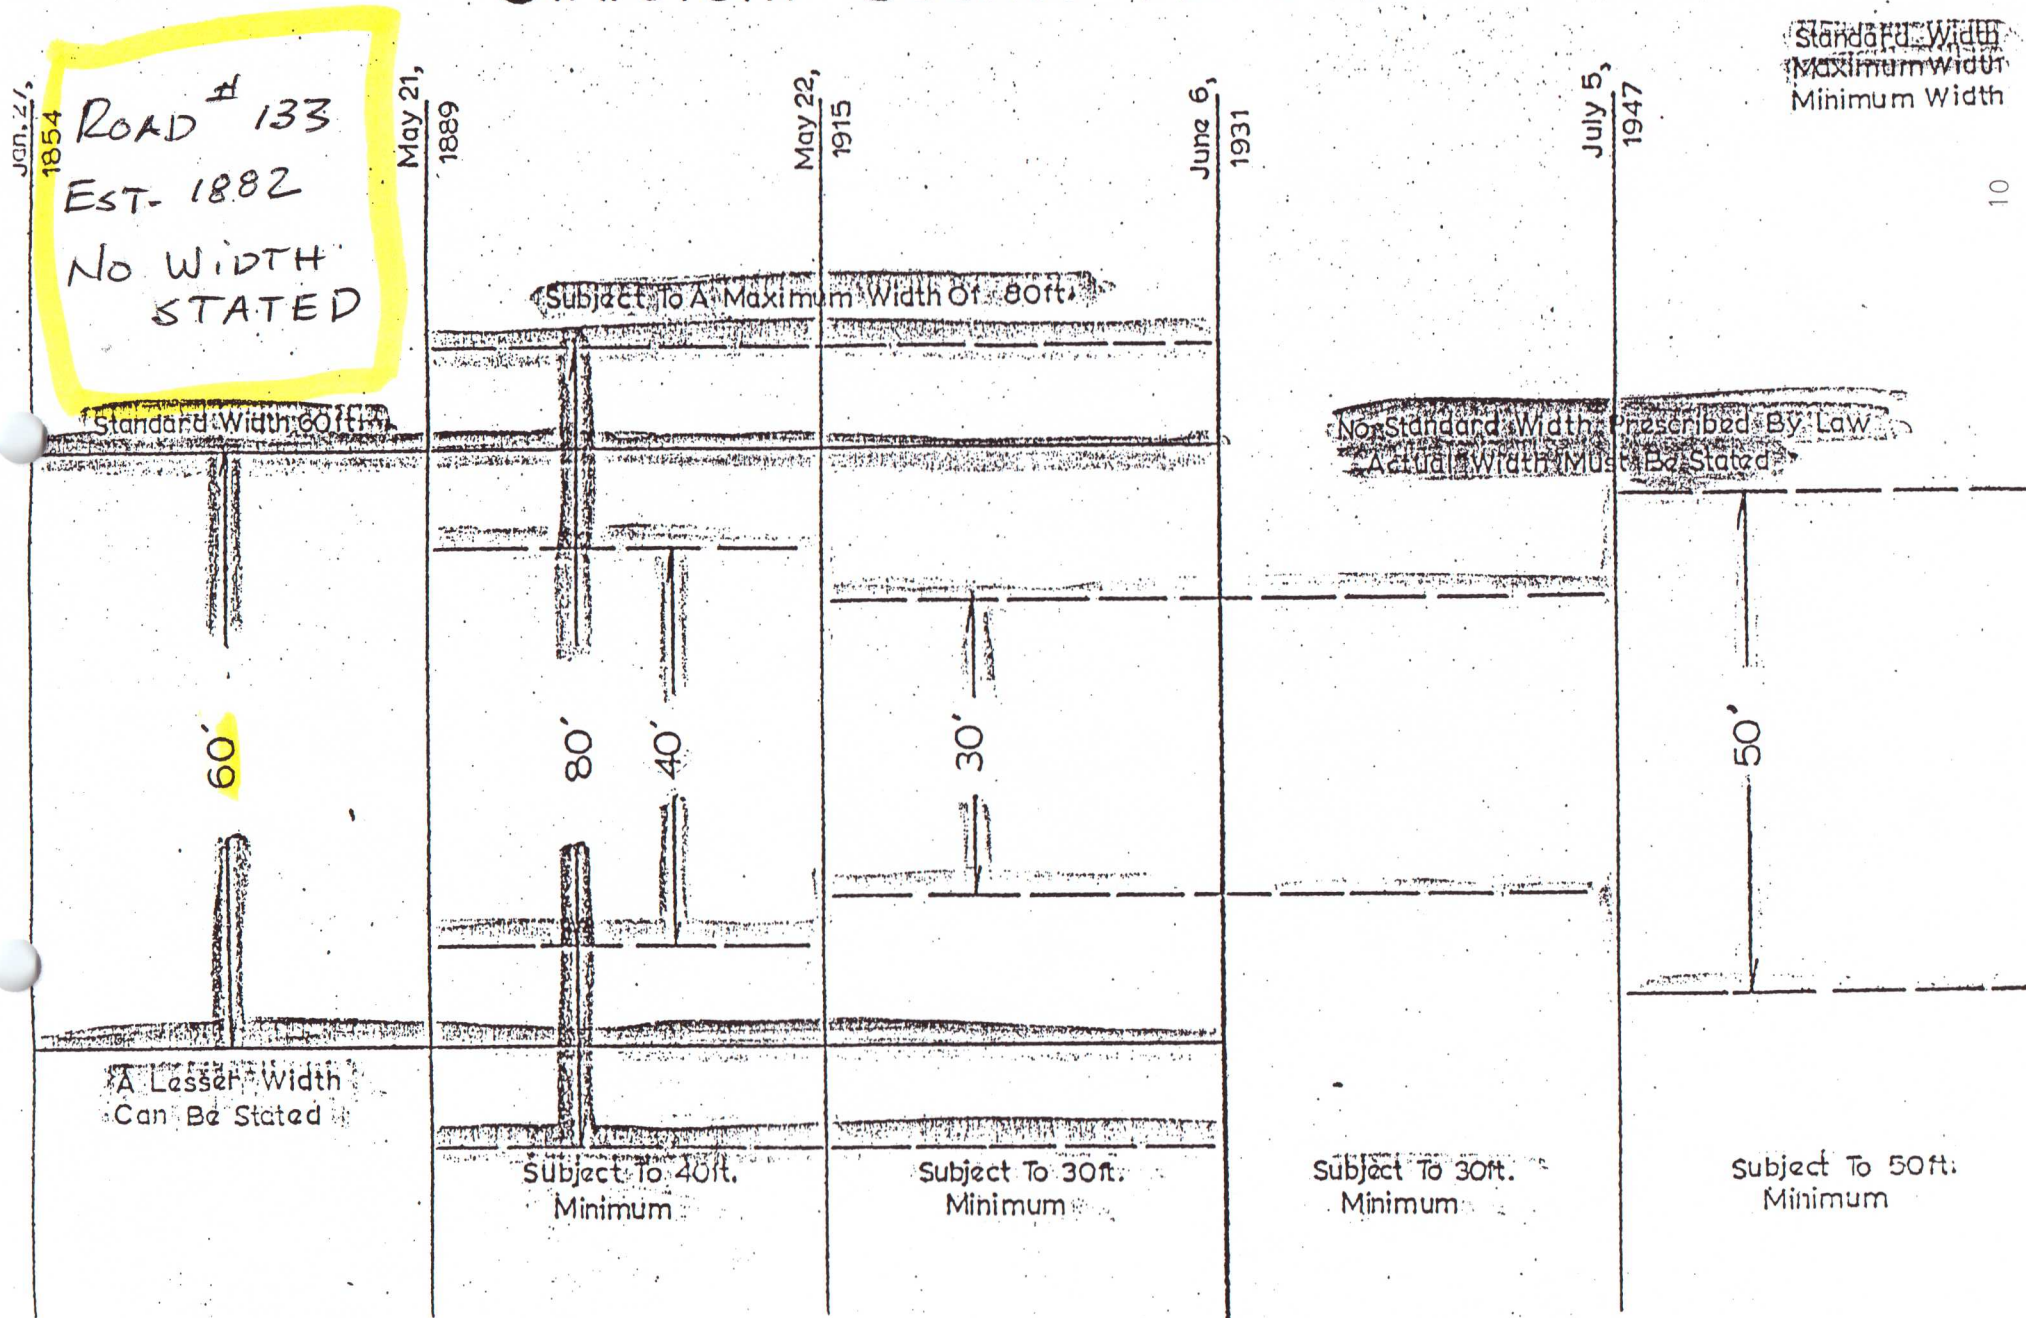 Standard Width
Maximum Width
Minimum Width
10
Jan. 27,
1854
May 21,
1889
May 22,
1915
June 6,
1931
July 5,
1947
ROAD # 133
EST- 1882
NO WIDTH
STATED
Subject To A Maximum Width Of 80ft.
Standard Width 60ft.
No Standard Width Prescribed By Law
Actual Width Must Be Stated
60'
80'
40'
30'
50'
A Lesser Width
Can Be Stated
Subject To 40ft.
Minimum
Subject To 30ft.
Minimum
Subject To 30ft.
Minimum
Subject To 50ft.
Minimum